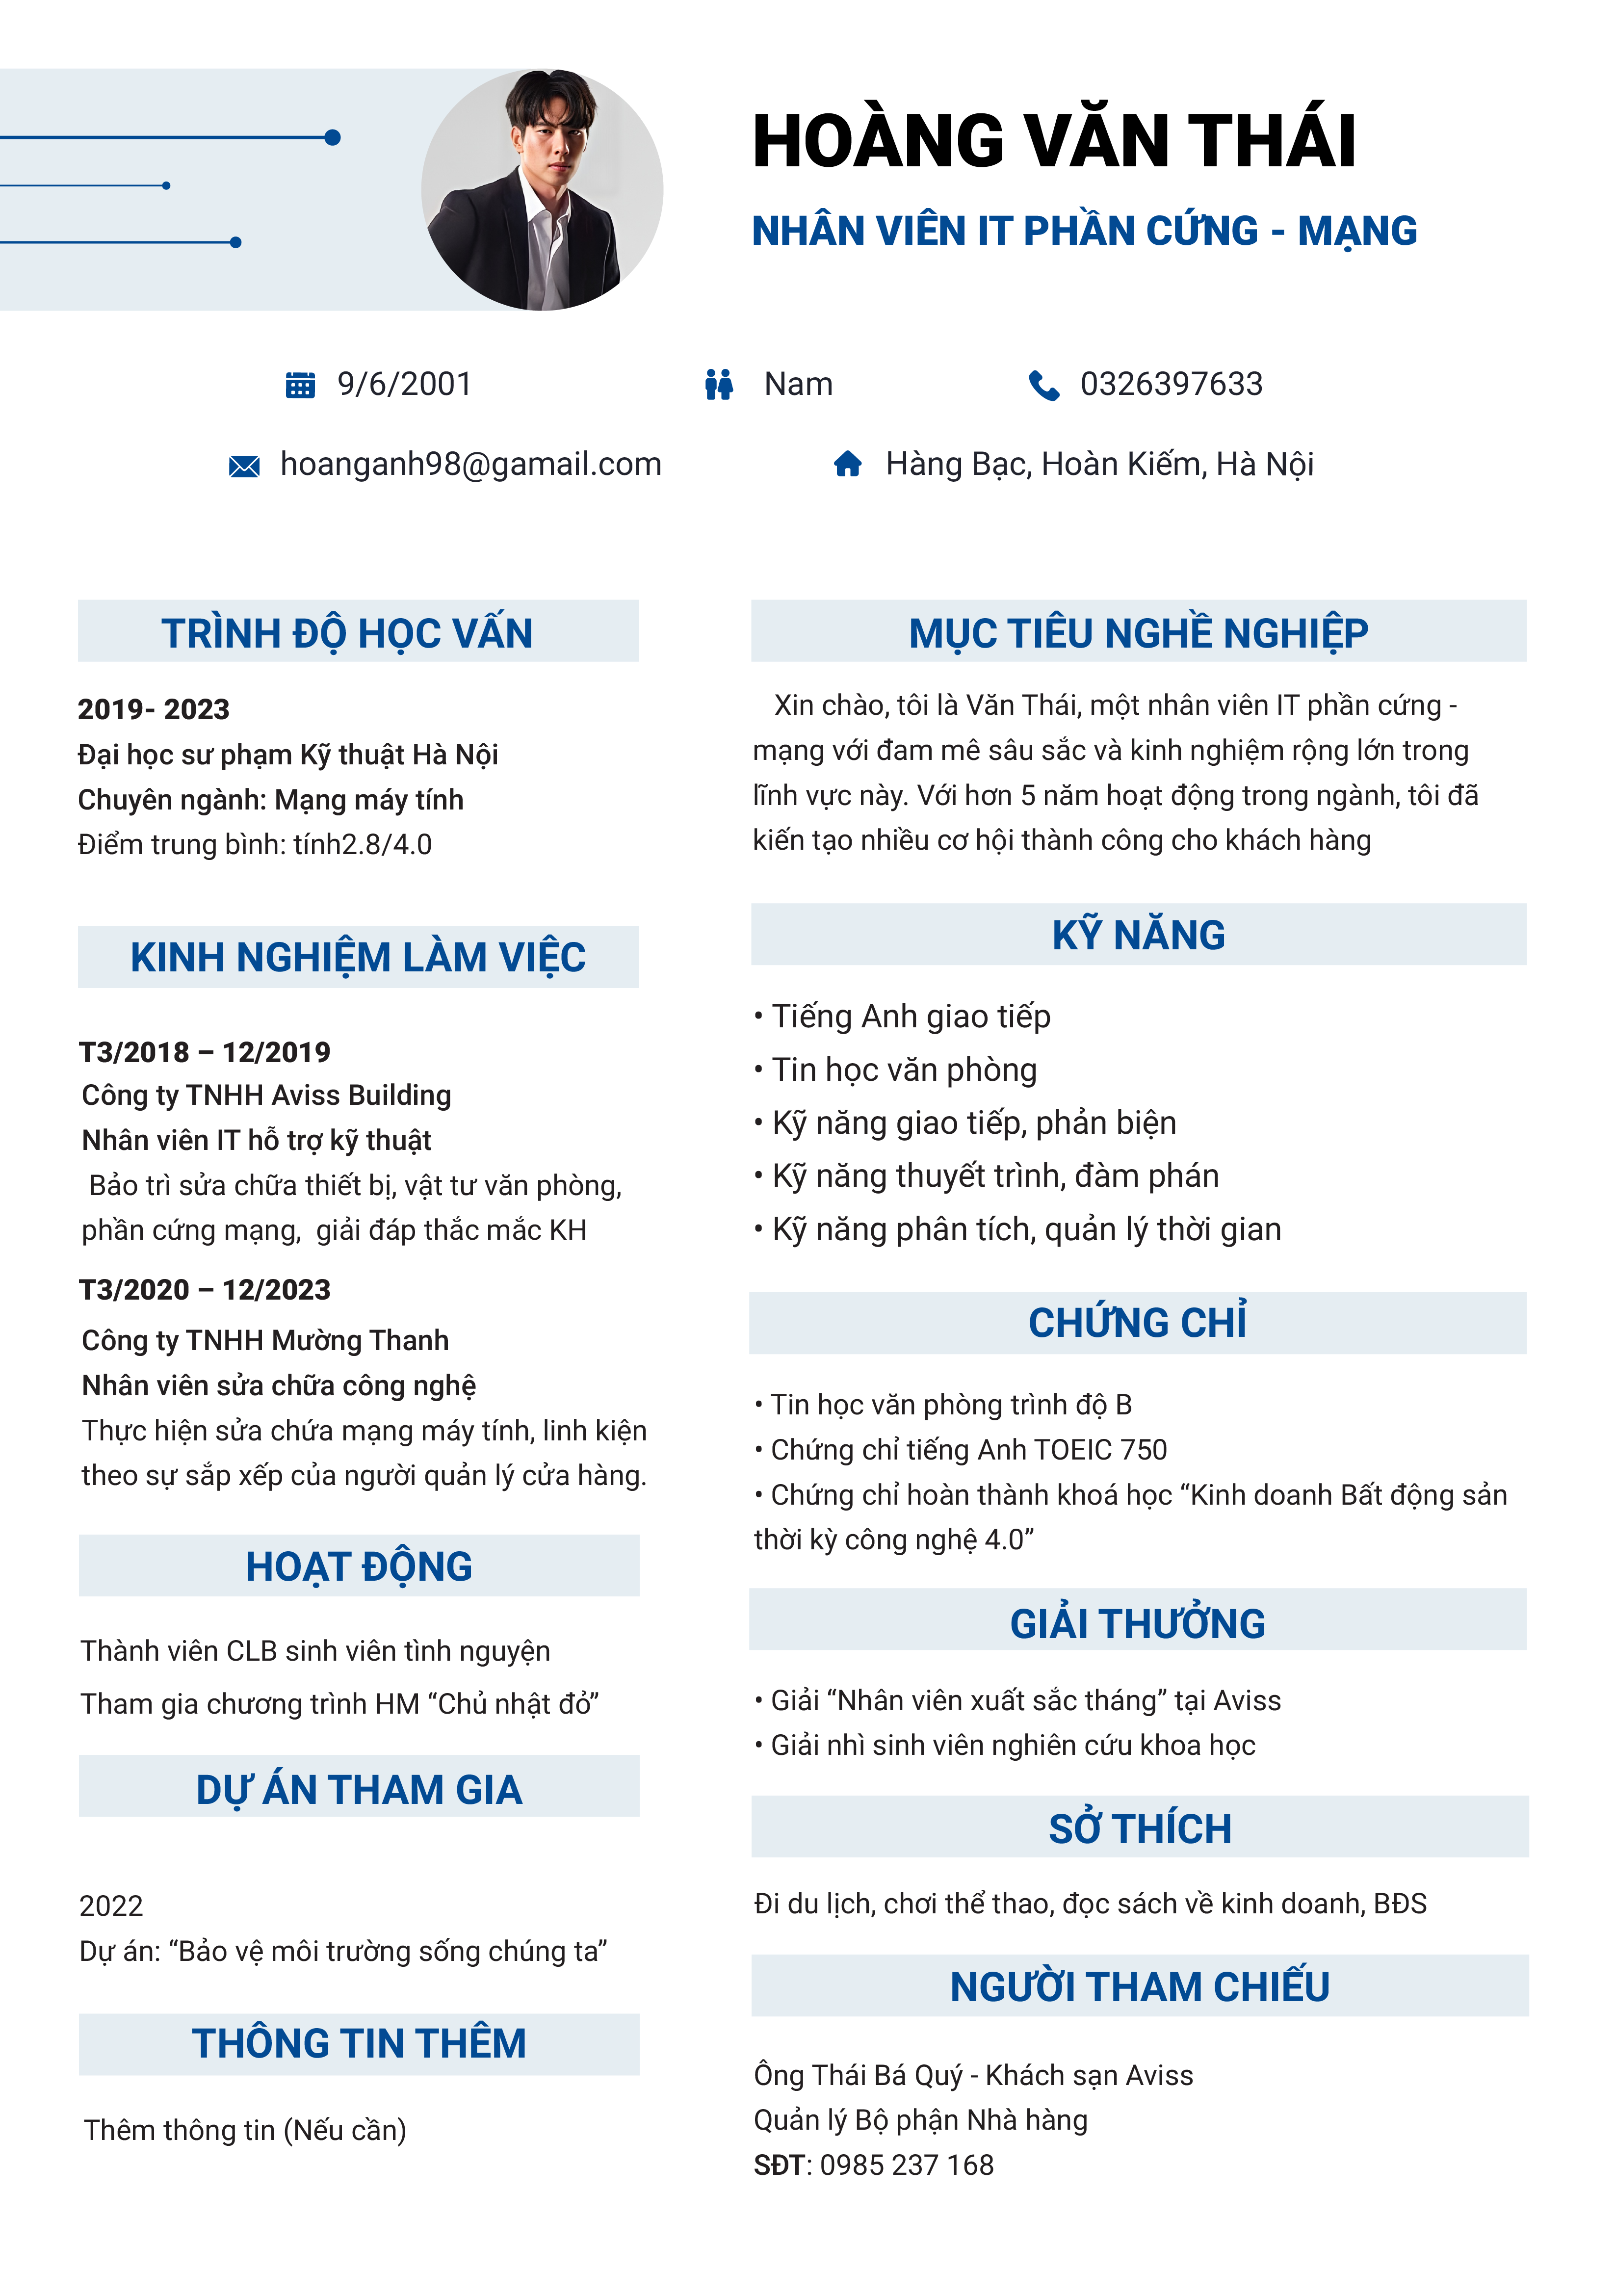 HOÀNG VĂN THÁI
NHÂN VIÊN IT PHẦN CỨNG - MẠNG
9/6/2001
Nam
0326397633
hoanganh98@gamail.com
Hàng Bạc, Hoàn Kiếm, Hà Nội
TRÌNH ĐỘ HỌC VẤN
2019- 2023
Đại học sư phạm Kỹ thuật Hà Nội
Chuyên ngành: Mạng máy tính
Điểm trung bình: tính2.8/4.0
KINH NGHIỆM LÀM VIỆC
T3/2018 – 12/2019
Công ty TNHH Aviss Building
Nhân viên IT hỗ trợ kỹ thuật
Bảo trì sửa chữa thiết bị, vật tư văn phòng,
phần cứng mạng,  giải đáp thắc mắc KH
T3/2020 – 12/2023
Công ty TNHH Mường Thanh
Nhân viên sửa chữa công nghệ
Thực hiện sửa chứa mạng máy tính, linh kiện
theo sự sắp xếp của người quản lý cửa hàng.
HOẠT ĐỘNG
Thành viên CLB sinh viên tình nguyện
Tham gia chương trình HM “Chủ nhật đỏ”
DỰ ÁN THAM GIA
2022
Dự án: “Bảo vệ môi trường sống chúng ta”
THÔNG TIN THÊM
Thêm thông tin (Nếu cần)
MỤC TIÊU NGHỀ NGHIỆP
Xin chào, tôi là Văn Thái, một nhân viên IT phần cứng -
mạng với đam mê sâu sắc và kinh nghiệm rộng lớn trong
lĩnh vực này. Với hơn 5 năm hoạt động trong ngành, tôi đã
kiến tạo nhiều cơ hội thành công cho khách hàng
KỸ NĂNG
• Tiếng Anh giao tiếp
• Tin học văn phòng
• Kỹ năng giao tiếp, phản biện
• Kỹ năng thuyết trình, đàm phán
• Kỹ năng phân tích, quản lý thời gian
CHỨNG CHỈ
• Tin học văn phòng trình độ B
• Chứng chỉ tiếng Anh TOEIC 750
• Chứng chỉ hoàn thành khoá học “Kinh doanh Bất động sản
thời kỳ công nghệ 4.0”
GIẢI THƯỞNG
• Giải “Nhân viên xuất sắc tháng” tại Aviss
• Giải nhì sinh viên nghiên cứu khoa học
SỞ THÍCH
Đi du lịch, chơi thể thao, đọc sách về kinh doanh, BĐS
NGƯỜI THAM CHIẾU
Ông Thái Bá Quý - Khách sạn Aviss
Quản lý Bộ phận Nhà hàng
SĐT: 0985 237 168